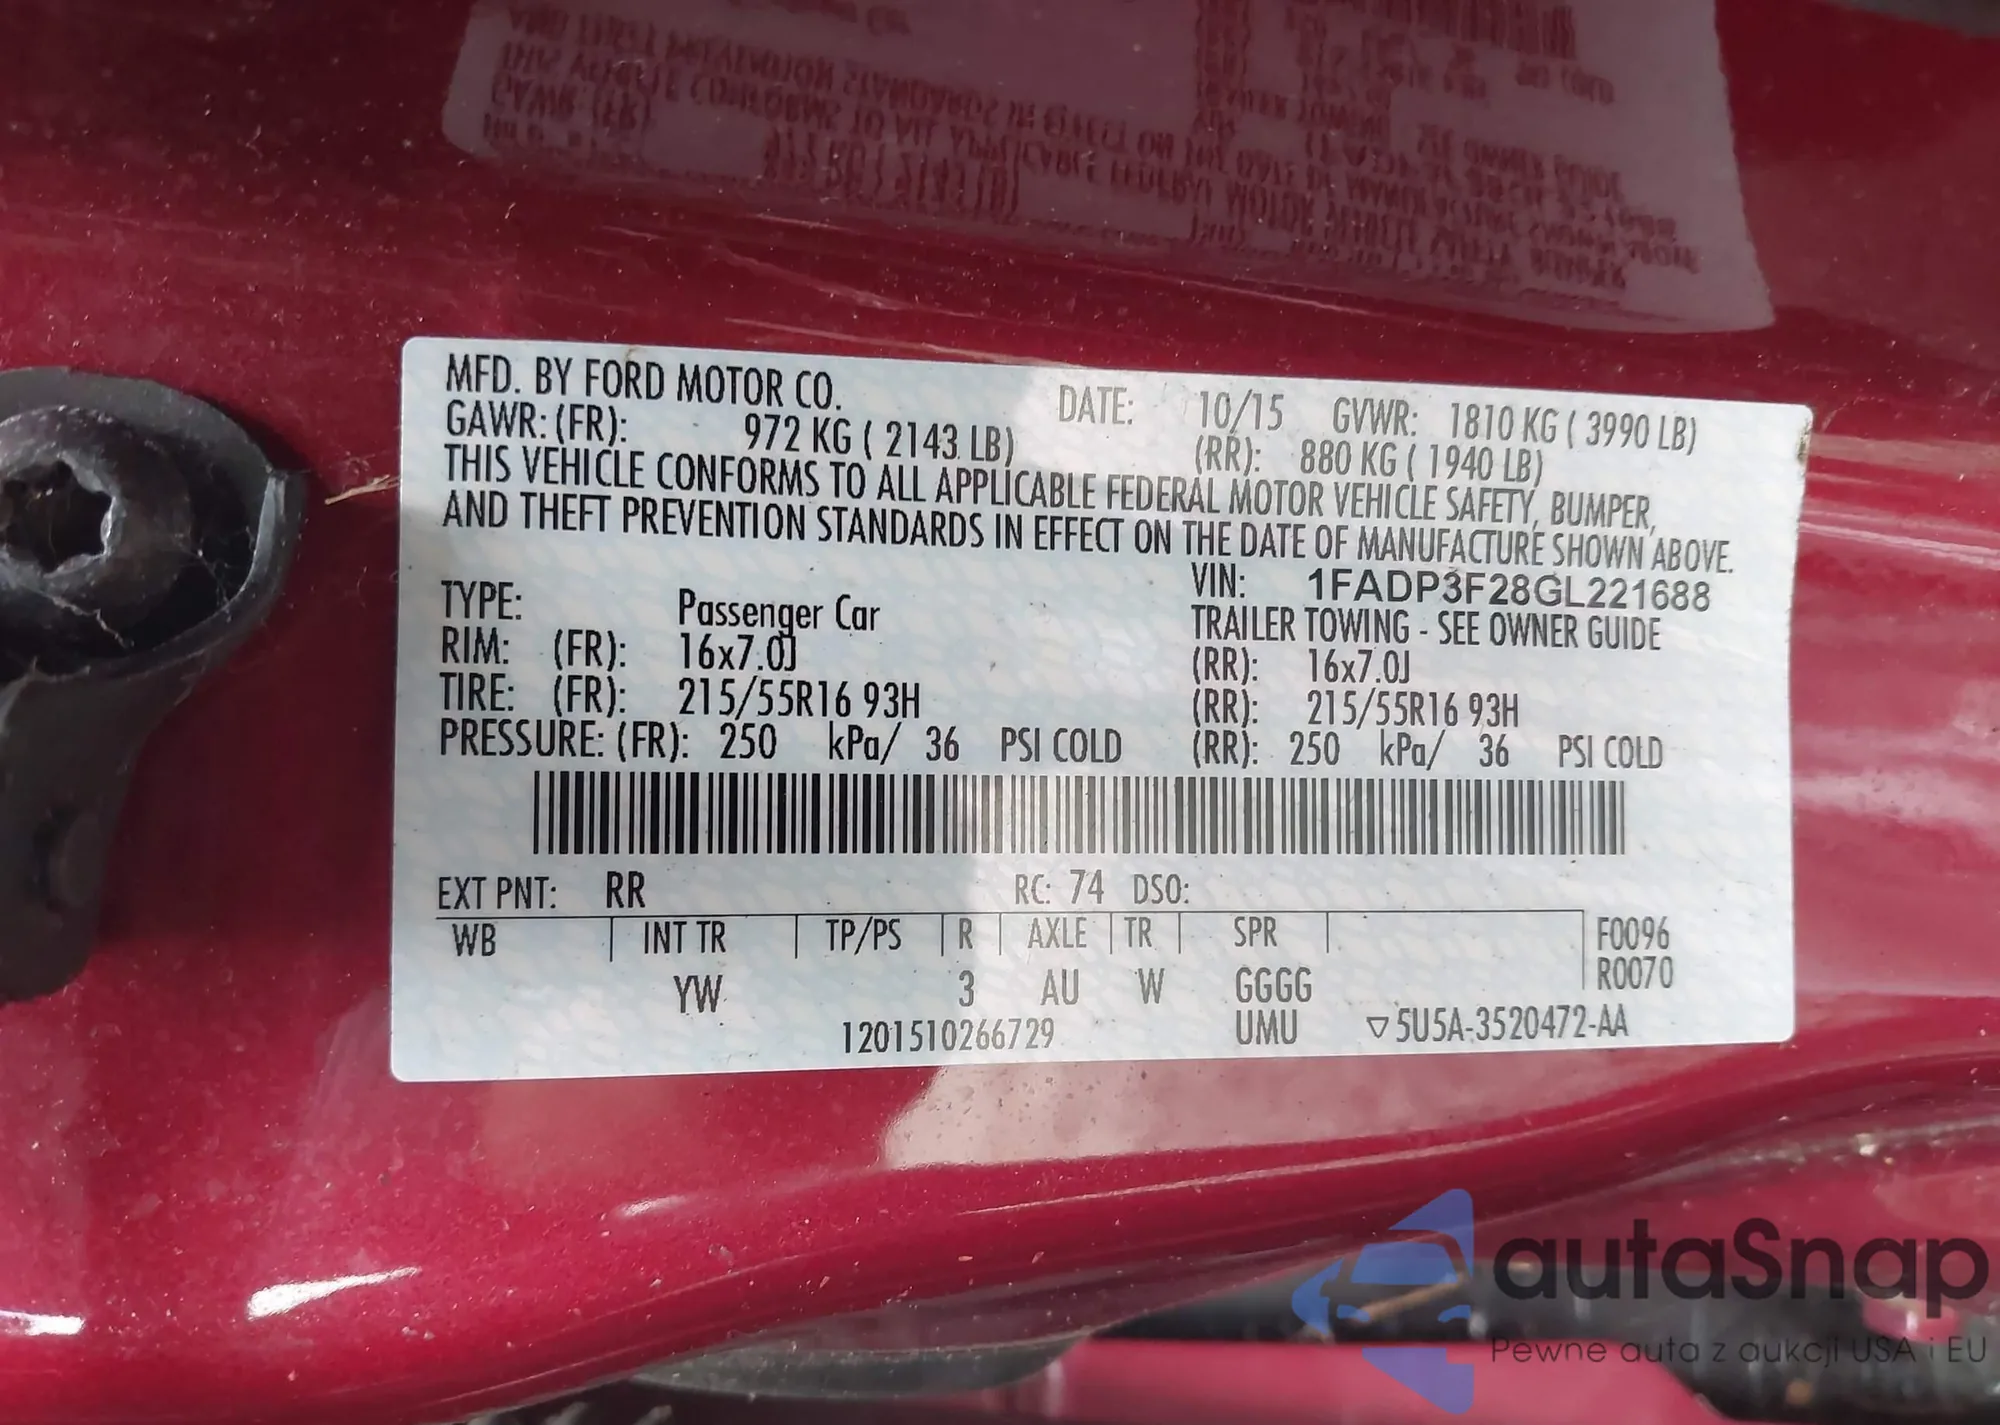 MFD. BY FORD MOTOR CO. DATE: 10/15 GVWR: 1810 KG ( 3990 LB)
GAWR: (FR): 972 KG ( 2143 LB) (RR): 880 KG ( 1940 LB)
THIS VEHICLE CONFORMS TO ALL APPLICABLE FEDERAL MOTOR VEHICLE SAFETY, BUMPER,
AND THEFT PREVENTION STANDARDS IN EFFECT ON THE DATE OF MANUFACTURE SHOWN ABOVE.
VIN: 1FADP3F28GL221688
TYPE: Passenger Car TRAILER TOWING - SEE OWNER GUIDE
RIM: (FR): 16x7.0J (RR): 16x7.0J
TIRE: (FR): 215/55R16 93H (RR): 215/55R16 93H
PRESSURE: (FR): 250 kPa/ 36 PSI COLD (RR): 250 kPa/ 36 PSI COLD
EXT PNT: RR RC: 74 DSO:
WB INT TR TP/PS R AXLE TR SPR F0096
R0070
YW 3 AU W GGGG
1201510266729 UMU ▽5U5A-3520472-AA
autaSnap
Pewne auta z aukcji USA i EU